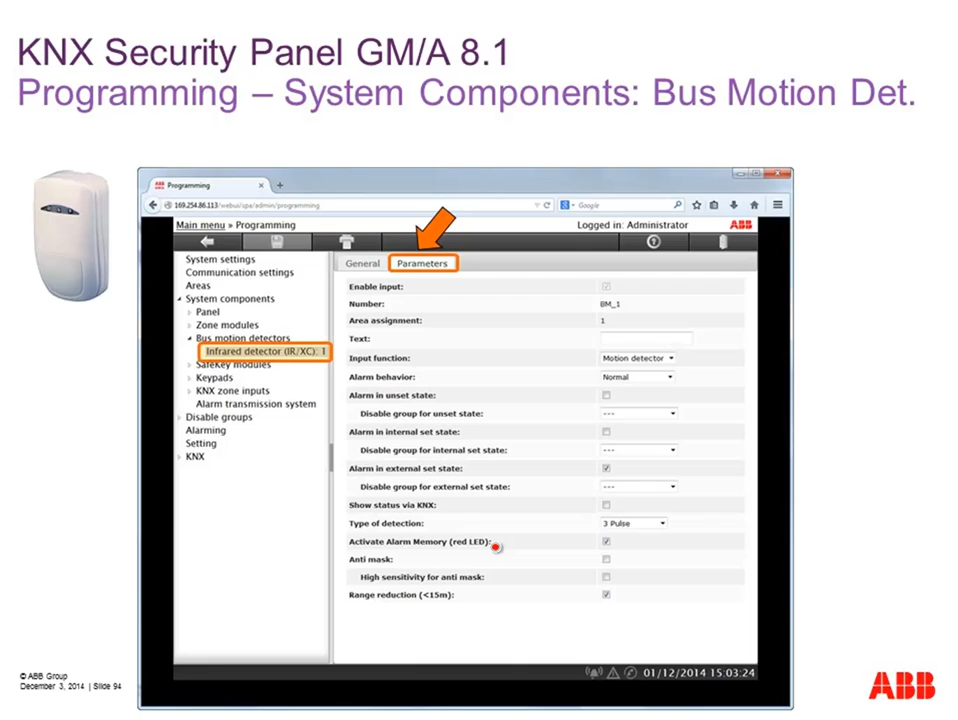 KNX Security Panel GM/A 8.1
Programming – System Components: Bus Motion Det.
ABB Programming × +
169.254.86.113/webui/spa/admin/programming
Google
Main menu » Programming
Logged in: Administrator
ABB
System settings
Communication settings
Areas
System components
Panel
Zone modules
Bus motion detectors
Infrared detector (IR/XC): 1
SafeKey modules
Keypads
KNX zone inputs
Alarm transmission system
Disable groups
Alarming
Setting
KNX
General Parameters
Enable input:
Number: BM_1
Area assignment: 1
Text:
Input function: Motion detector
Alarm behavior: Normal
Alarm in unset state:
Disable group for unset state: ---
Alarm in internal set state:
Disable group for internal set state: ---
Alarm in external set state:
Disable group for external set state: ---
Show status via KNX:
Type of detection: 3 Pulse
Activate Alarm Memory (red LED):
Anti mask:
High sensitivity for anti mask:
Range reduction (<15m):
01/12/2014 15:03:24
© ABB Group
December 3, 2014 | Slide 94
ABB